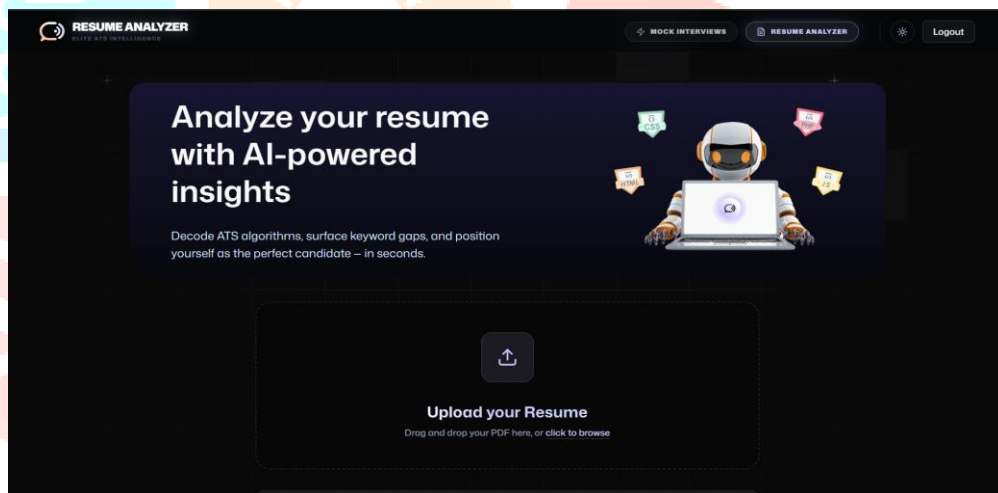 RESUME ANALYZER
ELITE ATS INTELLIGENCE
MOCK INTERVIEWS
RESUME ANALYZER
Logout
Analyze your resume
with AI-powered
insights
Decode ATS algorithms, surface keyword gaps, and position
yourself as the perfect candidate – in seconds.
CSS
PHP
HTML
JS
Upload your Resume
Drag and drop your PDF here, or click to browse